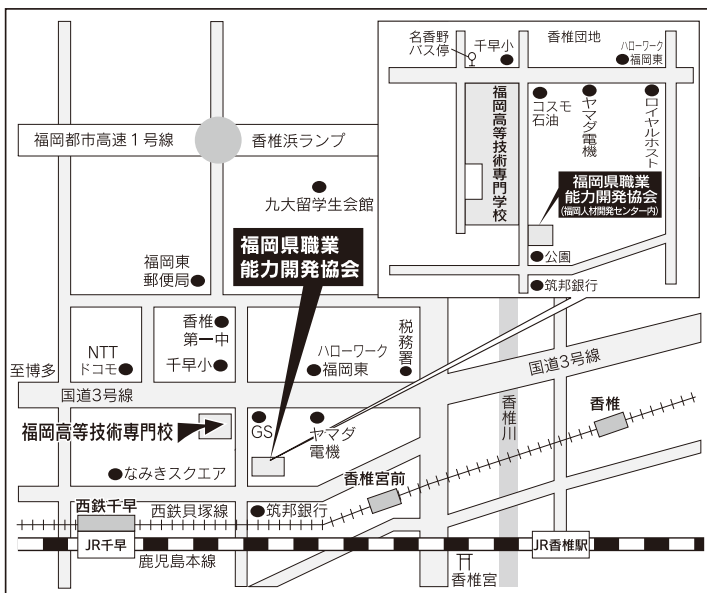 名香野
バス停
千早小
香椎団地
ハローワーク
福岡東
福岡高等技術専門学校
コスモ
石油
ヤマダ電機
ロイヤルホスト
福岡県職業
能力開発協会
(福岡人材開発センター内)
公園
筑邦銀行
福岡都市高速1号線
香椎浜ランプ
九大留学生会館
福岡県職業
能力開発協会
福岡東
郵便局
香椎
第一中
千早小
NTT
ドコモ
ハローワーク
福岡東
税務署
至博多
国道3号線
国道3号線
福岡高等技術専門校
GS
ヤマダ
電機
香椎川
香椎
なみきスクエア
香椎宮前
西鉄千早
西鉄貝塚線
筑邦銀行
JR千早
鹿児島本線
JR香椎駅
香椎宮